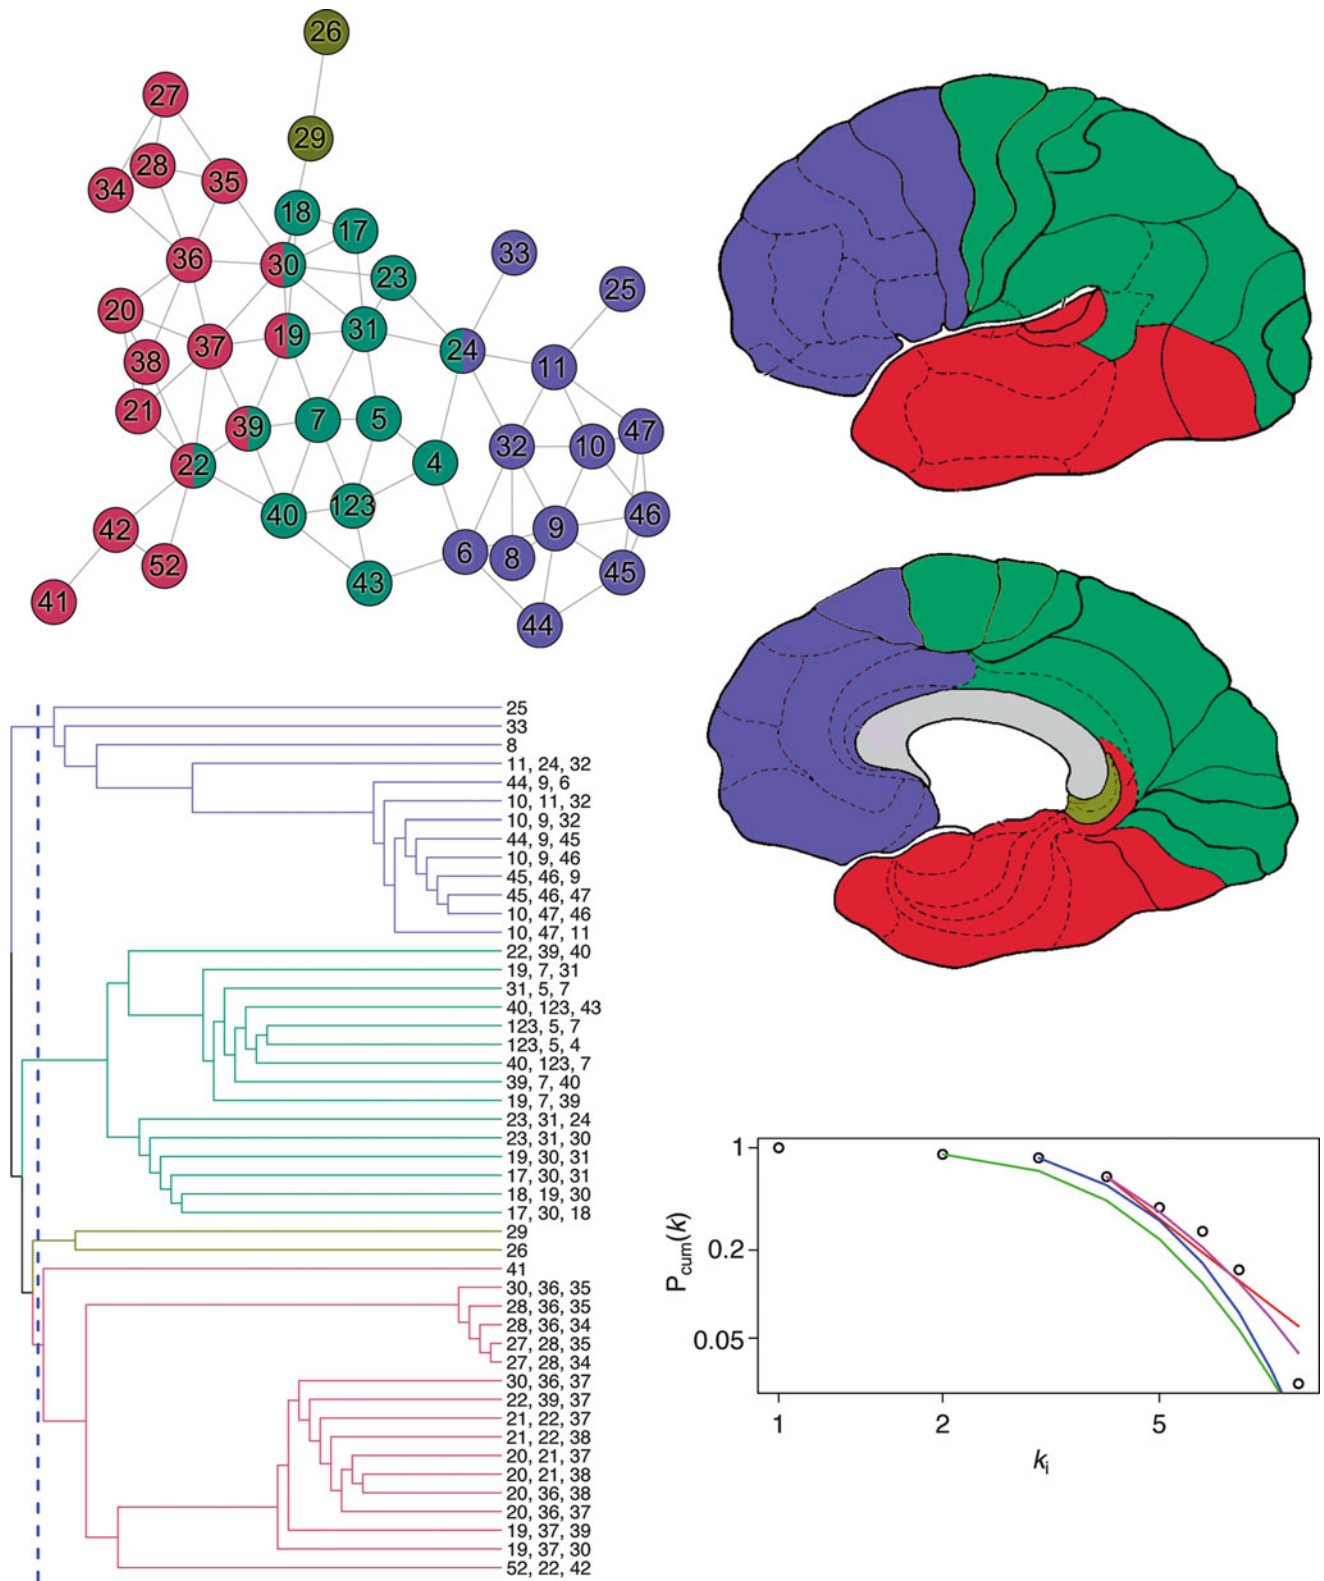 26
27
29
28
35
34
18
17
36
30
23
33
25
20
19
31
24
38
37
11
21
39
7
5
32
10
47
22
4
40
123
9
46
42
6
8
52
43
45
41
44
25
33
8
11, 24, 32
44, 9, 6
10, 11, 32
10, 9, 32
44, 9, 45
10, 9, 46
45, 46, 9
45, 46, 47
10, 47, 46
10, 47, 11
22, 39, 40
19, 7, 31
31, 5, 7
40, 123, 43
123, 5, 7
123, 5, 4
40, 123, 7
39, 7, 40
19, 7, 39
23, 31, 24
23, 31, 30
19, 30, 31
17, 30, 31
18, 19, 30
17, 30, 18
29
26
41
30, 36, 35
28, 36, 35
28, 36, 34
27, 28, 35
27, 28, 34
30, 36, 37
22, 39, 37
21, 22, 37
21, 22, 38
20, 21, 37
20, 21, 38
20, 36, 38
20, 36, 37
19, 37, 39
19, 37, 30
52, 22, 42
1
0.2
0.05
Pcum(k)
1
2
5
ki